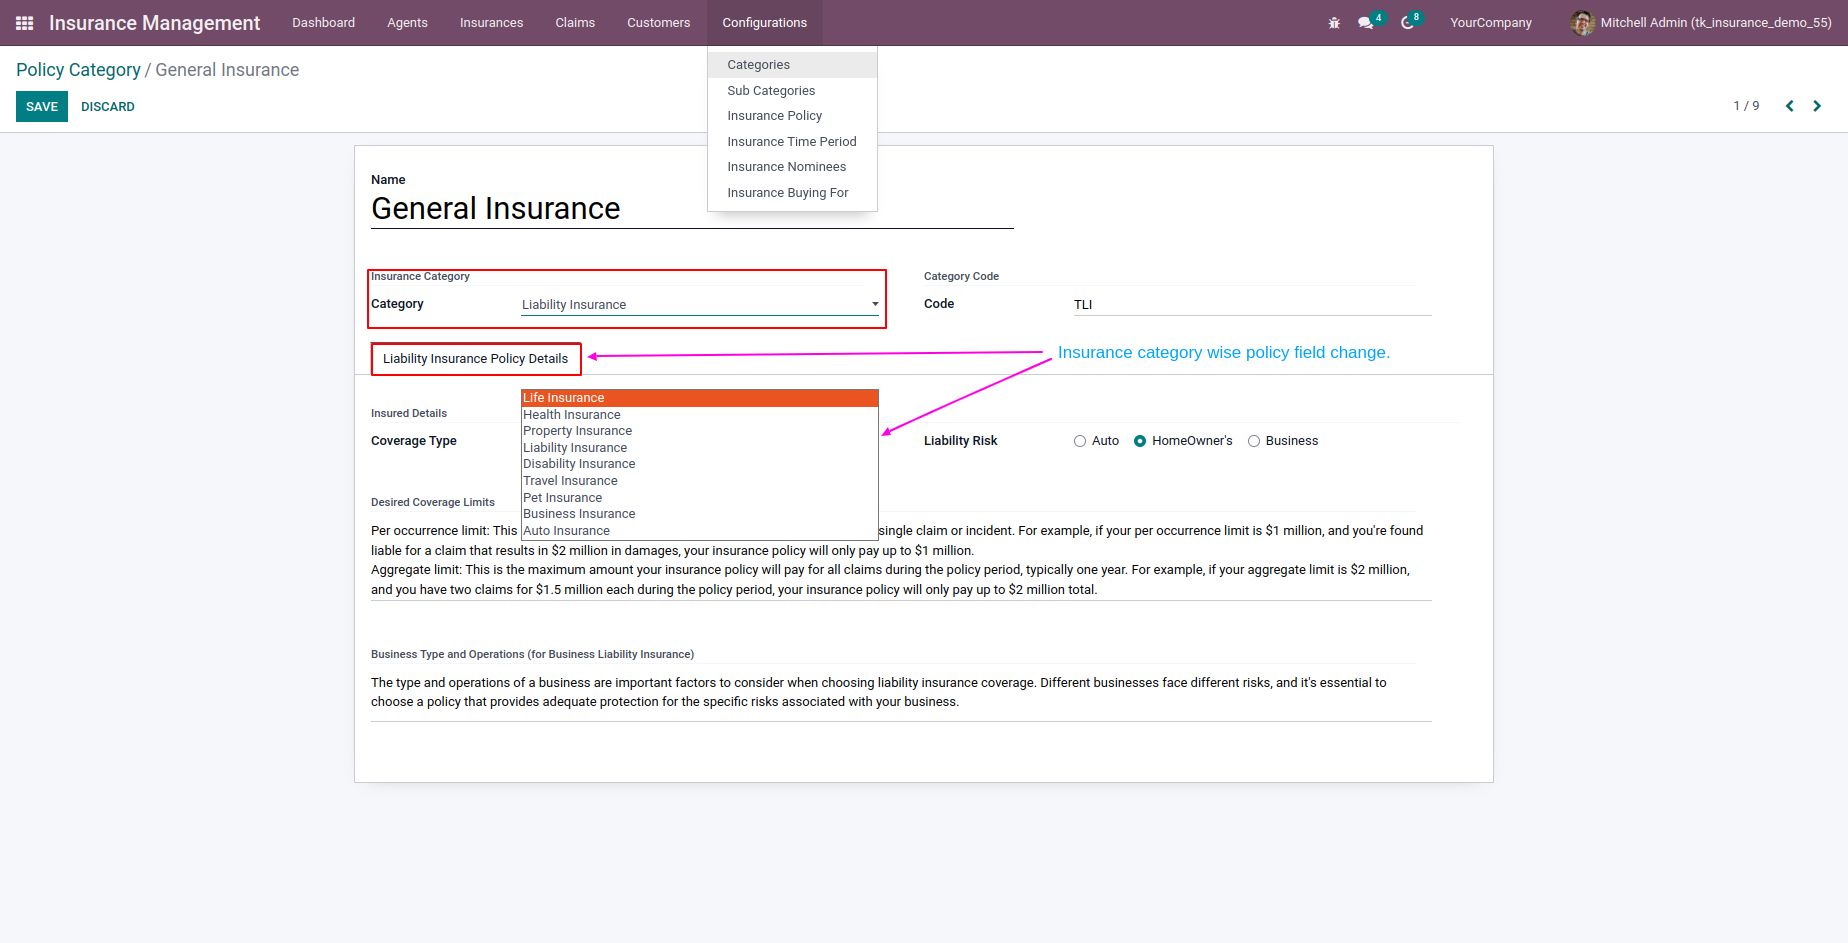 Insurance Management Dashboard Agents Insurances Claims Customers Configurations 4 8 YourCompany Mitchell Admin (tk_insurance_demo_55)
Policy Category / General Insurance
SAVE DISCARD
1 / 9
Categories
Sub Categories
Insurance Policy
Insurance Time Period
Insurance Nominees
Insurance Buying For
Name
General Insurance
Insurance Category
Category Liability Insurance
Category Code
Code TLI
Liability Insurance Policy Details
Insurance category wise policy field change.
Insured Details
Coverage Type
Life Insurance
Health Insurance
Property Insurance
Liability Insurance
Disability Insurance
Travel Insurance
Pet Insurance
Business Insurance
Auto Insurance
Liability Risk Auto HomeOwner's Business
Desired Coverage Limits
Per occurrence limit: This single claim or incident. For example, if your per occurrence limit is $1 million, and you're found
liable for a claim that results in $2 million in damages, your insurance policy will only pay up to $1 million.
Aggregate limit: This is the maximum amount your insurance policy will pay for all claims during the policy period, typically one year. For example, if your aggregate limit is $2 million,
and you have two claims for $1.5 million each during the policy period, your insurance policy will only pay up to $2 million total.
Business Type and Operations (for Business Liability Insurance)
The type and operations of a business are important factors to consider when choosing liability insurance coverage. Different businesses face different risks, and it's essential to
choose a policy that provides adequate protection for the specific risks associated with your business.